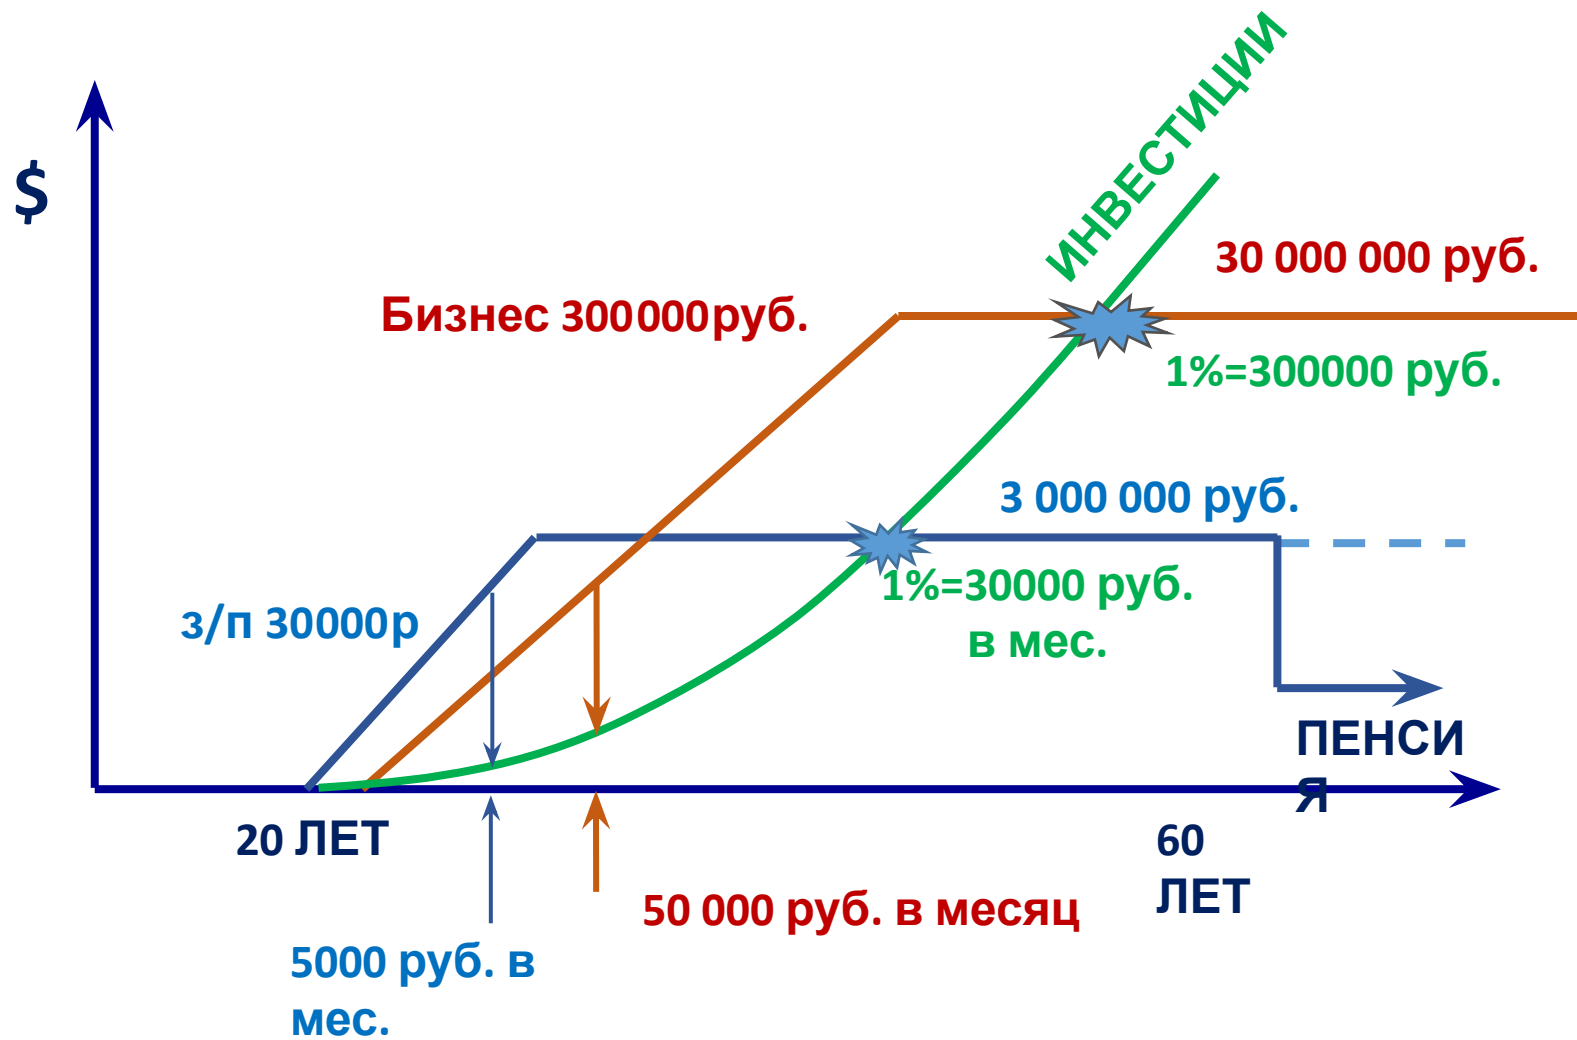 ИНВЕСТИЦИИ
$
30 000 000 руб.
Бизнес 300000руб.
1%=300000 руб.
3 000 000 руб.
1%=30000 руб.
в мес.
з/п 30000р
ПЕНСИ
Я
20 ЛЕТ
60
ЛЕТ
50 000 руб. в месяц
5000 руб. в
мес.